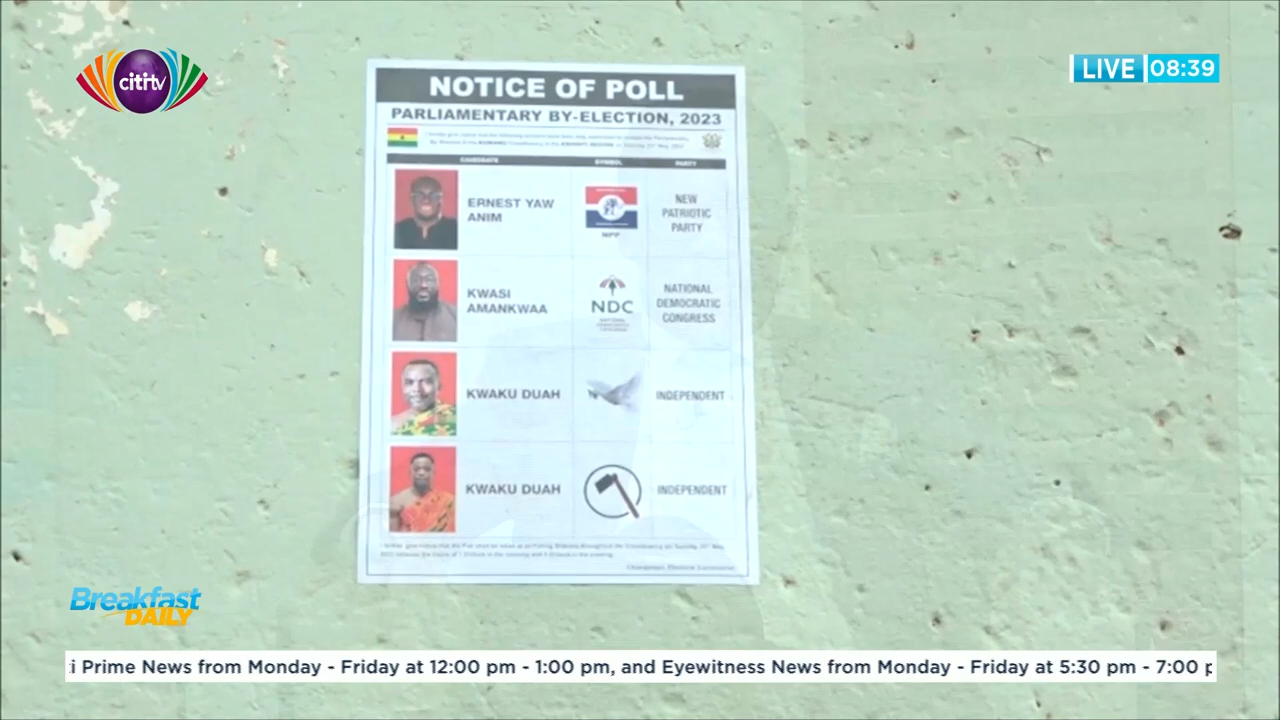 citi tv
LIVE 08:39
NOTICE OF POLL
PARLIAMENTARY BY-ELECTION, 2023
CANDIDATE SYMBOL PARTY
ERNEST YAW
ANIM
NPP
NEW
PATRIOTIC
PARTY
KWASI
AMANKWAA
NDC
NATIONAL
DEMOCRATIC
CONGRESS
NATIONAL
DEMOCRATIC
CONGRESS
KWAKU DUAH
INDEPENDENT
KWAKU DUAH
INDEPENDENT
Breakfast
DAILY
i Prime News from Monday - Friday at 12:00 pm - 1:00 pm, and Eyewitness News from Monday - Friday at 5:30 pm - 7:00 p